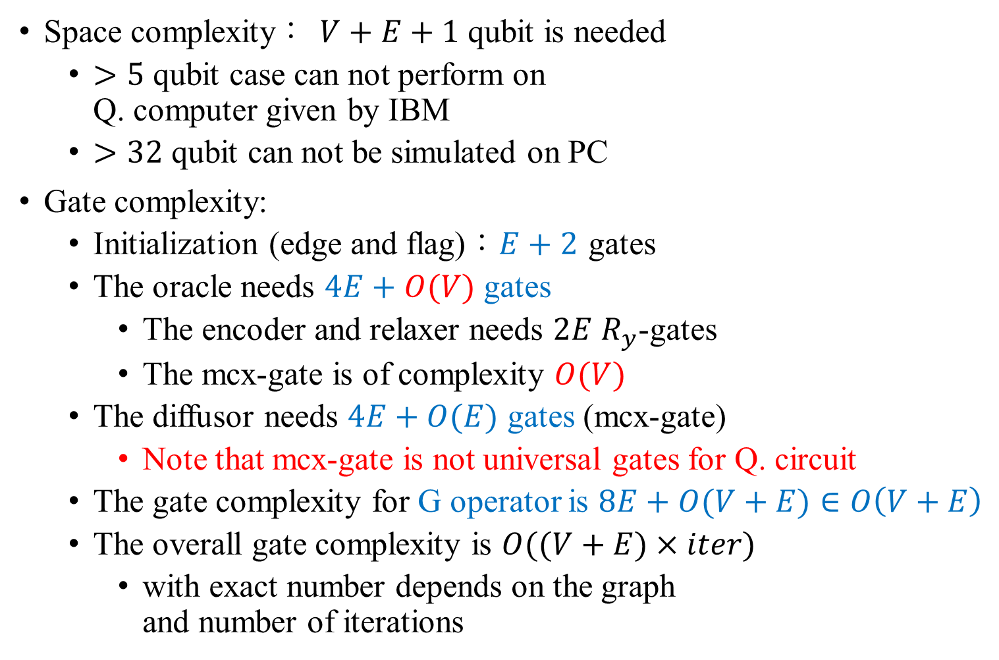 • Space complexity： V + E + 1 qubit is needed
• > 5 qubit case can not perform on
Q. computer given by IBM
• > 32 qubit can not be simulated on PC
• Gate complexity:
• Initialization (edge and flag)：E + 2 gates
• The oracle needs 4E + O(V) gates
• The encoder and relaxer needs 2E R_y-gates
• The mcx-gate is of complexity O(V)
• The diffusor needs 4E + O(E) gates (mcx-gate)
• Note that mcx-gate is not universal gates for Q. circuit
• The gate complexity for G operator is 8E + O(V + E) ∈ O(V + E)
• The overall gate complexity is O((V + E) × iter)
• with exact number depends on the graph
and number of iterations